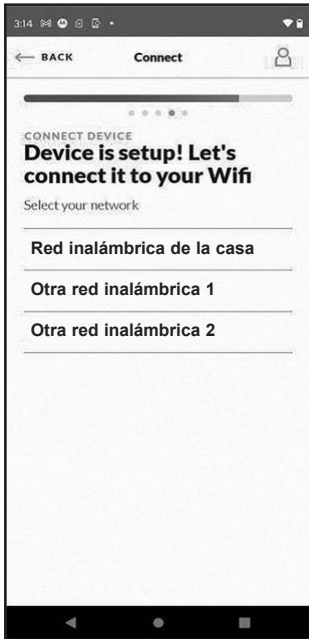 3:14
BACK
Connect
CONNECT DEVICE
Device is setup! Let's
connect it to your Wifi
Select your network
Red inalámbrica de la casa
Otra red inalámbrica 1
Otra red inalámbrica 2